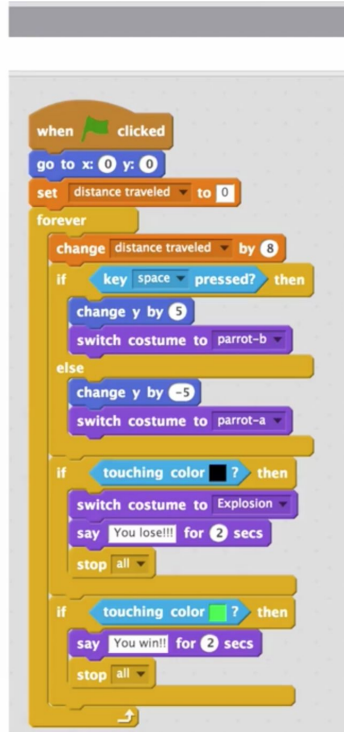 when clicked
go to x: 0 y: 0
set distance traveled to 0
forever
change distance traveled by 8
if key space pressed? then
change y by 5
switch costume to parrot-b
else
change y by -5
switch costume to parrot-a
if touching color ? then
switch costume to Explosion
say You lose!!! for 2 secs
stop all
if touching color ? then
say You win!! for 2 secs
stop all